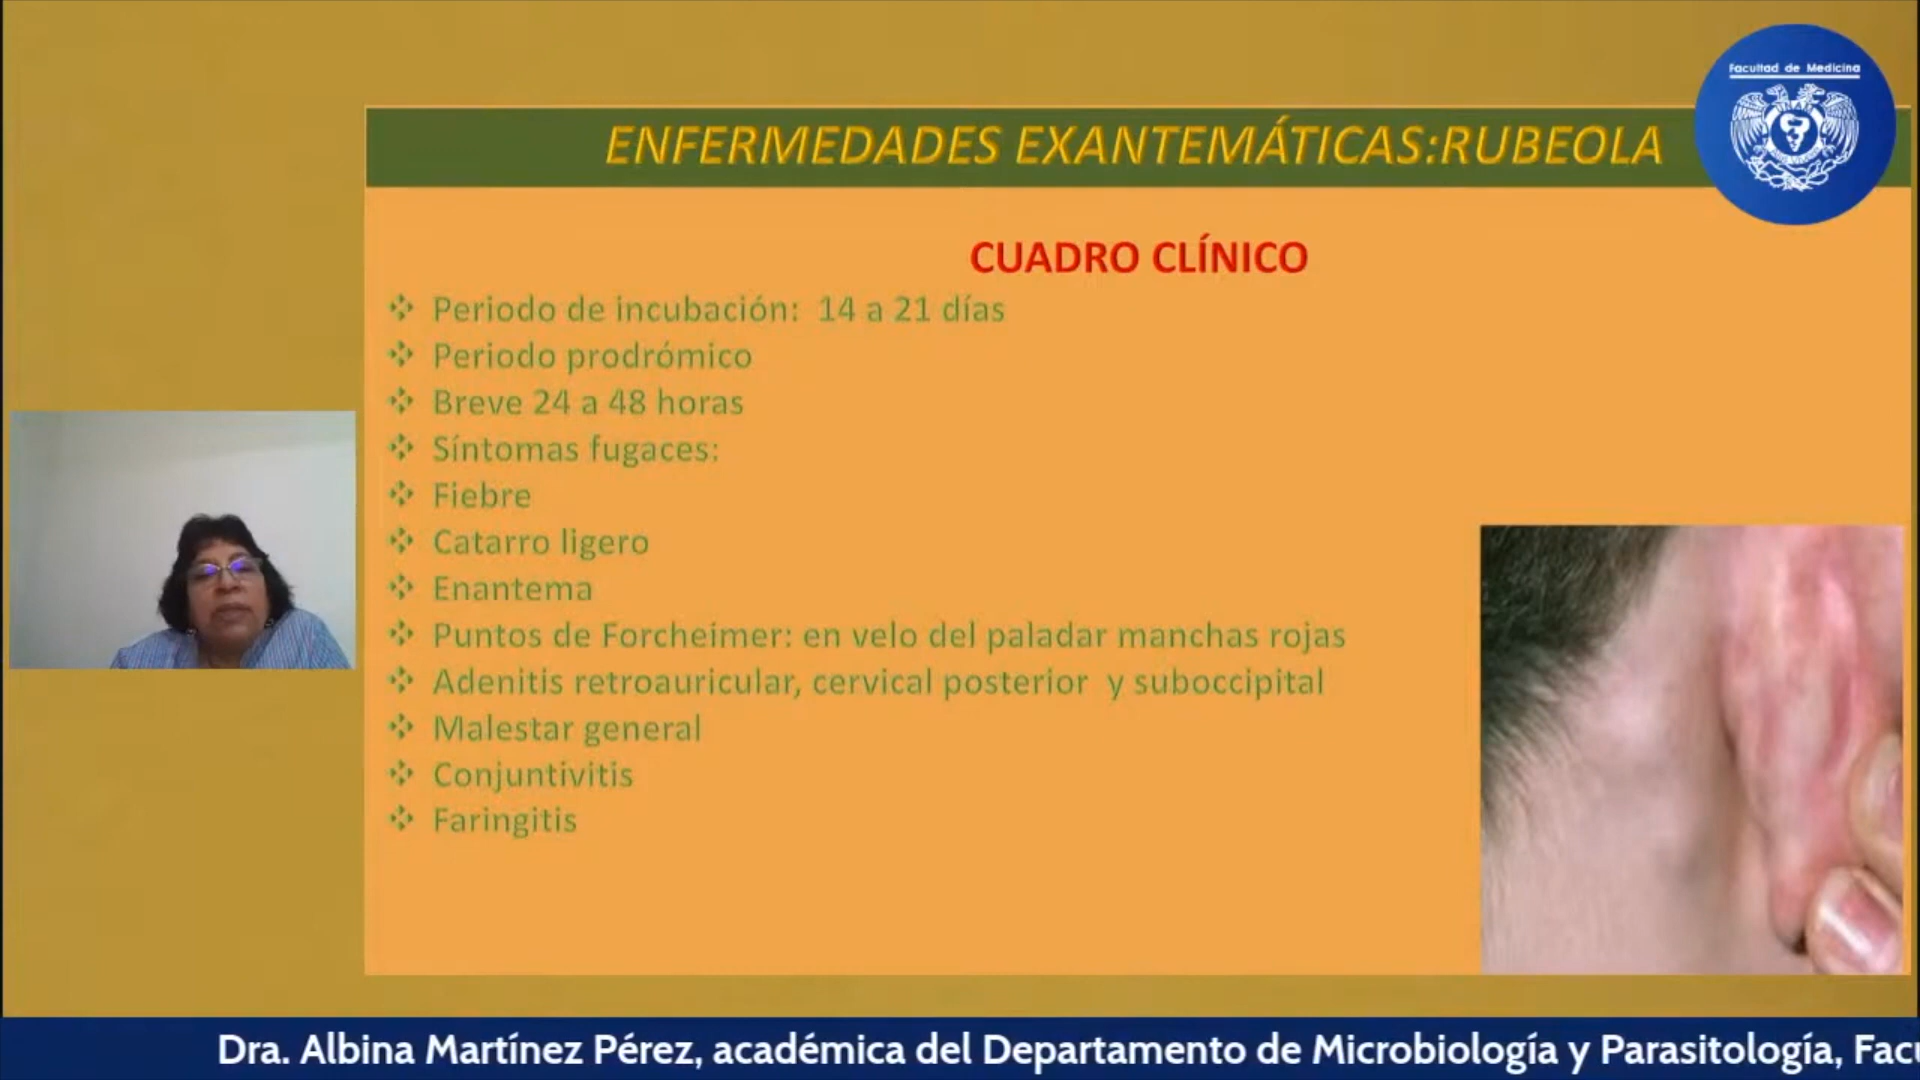 Facultad de Medicina
ENFERMEDADES EXANTEMÁTICAS:RUBEOLA
CUADRO CLÍNICO
Periodo de incubación: 14 a 21 días
Periodo prodrómico
Breve 24 a 48 horas
Síntomas fugaces:
Fiebre
Catarro ligero
Enantema
Puntos de Forcheimer: en velo del paladar manchas rojas
Adenitis retroauricular, cervical posterior y suboccipital
Malestar general
Conjuntivitis
Faringitis
Dra. Albina Martínez Pérez, académica del Departamento de Microbiología y Parasitología,